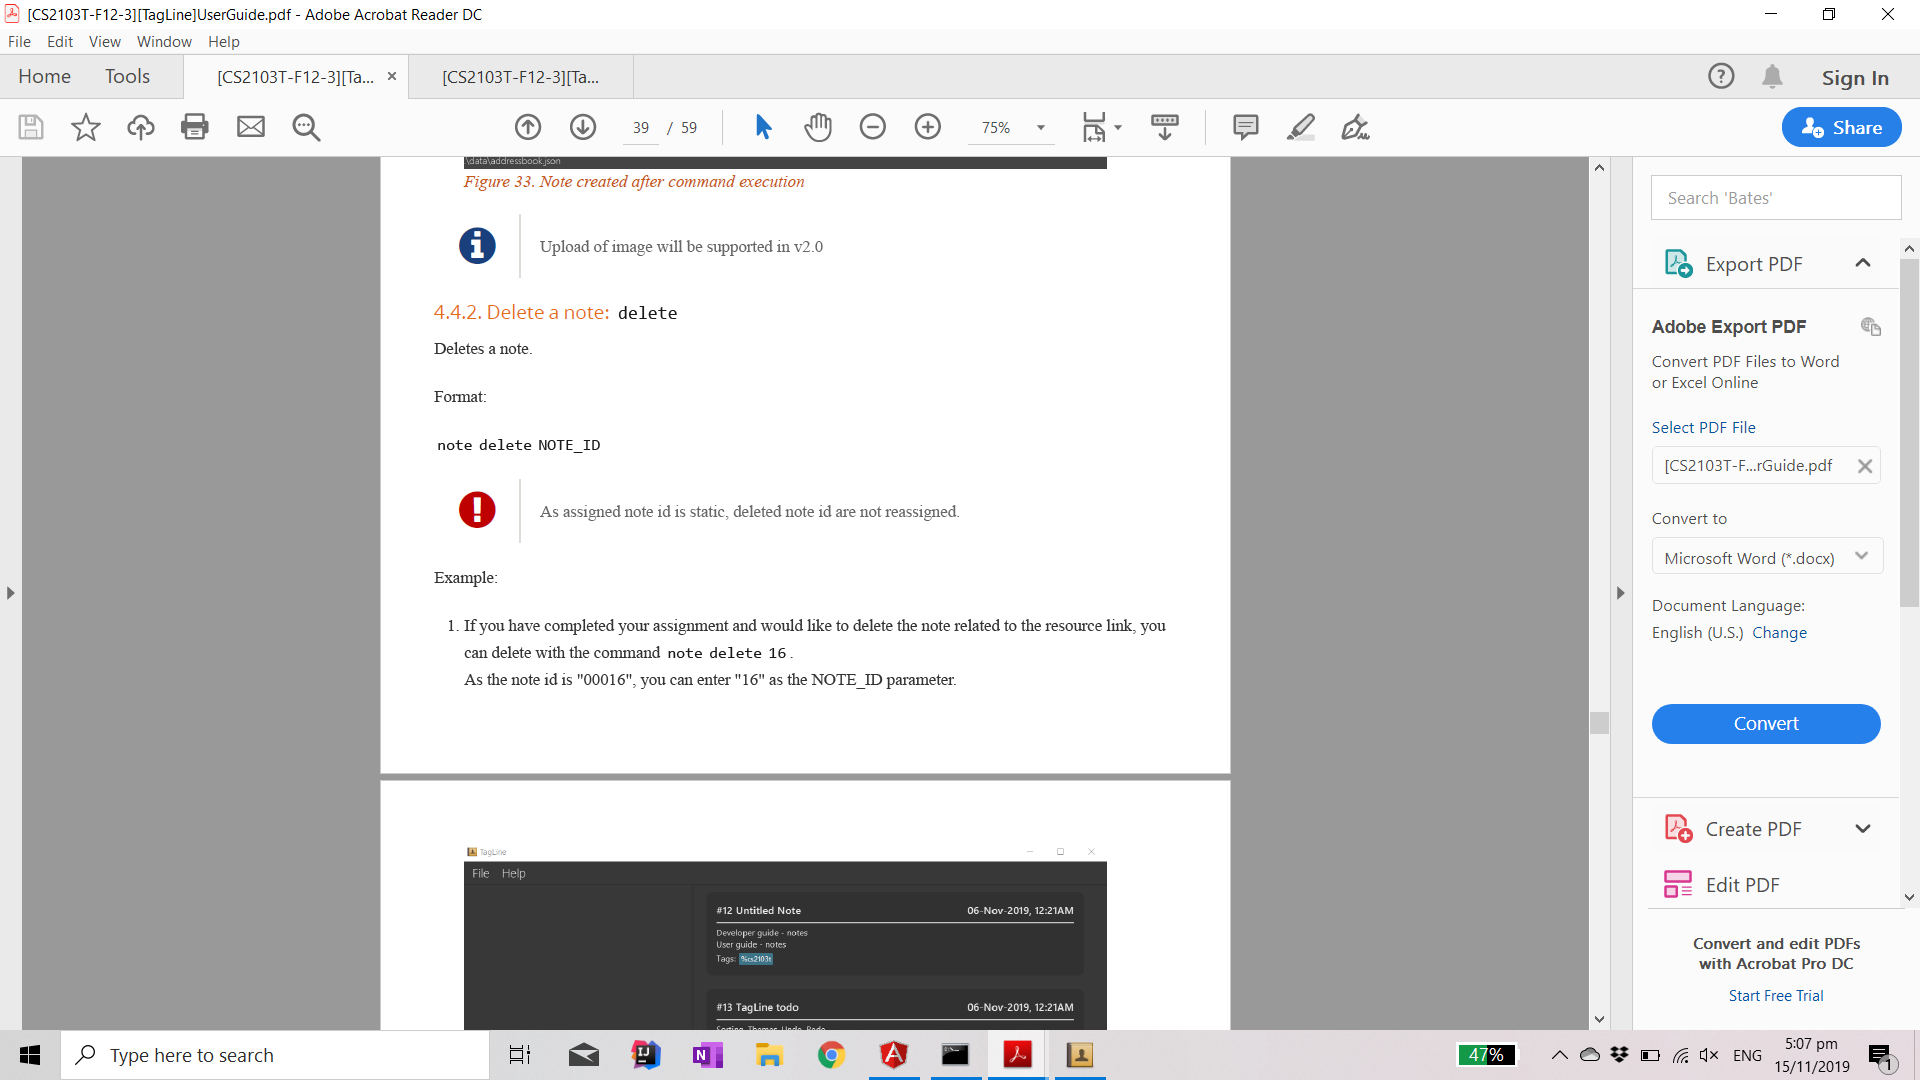 [CS2103T-F12-3][TagLine]UserGuide.pdf - Adobe Acrobat Reader DC
File Edit View Window Help
Home Tools [CS2103T-F12-3][Ta... × [CS2103T-F12-3][Ta... Sign In
39 / 59 75% Share
\data\addressbook.json
Figure 33. Note created after command execution
Upload of image will be supported in v2.0
4.4.2. Delete a note: delete
Deletes a note.
Format:
note delete NOTE_ID
As assigned note id is static, deleted note id are not reassigned.
Example:
1. If you have completed your assignment and would like to delete the note related to the resource link, you
can delete with the command note delete 16 .
As the note id is "00016", you can enter "16" as the NOTE_ID parameter.
TagLine
File Help
#12 Untitled Note 06-Nov-2019, 12:21AM
Developer guide - notes
User guide - notes
Tags: %cs2103t
#13 TagLine todo 06-Nov-2019, 12:21AM
Sorting, Themes, Undo, Redo
Search 'Bates'
Export PDF
Adobe Export PDF
Convert PDF Files to Word
or Excel Online
Select PDF File
[CS2103T-F...rGuide.pdf
Convert to
Microsoft Word (*.docx)
Document Language:
English (U.S.) Change
Convert
Create PDF
Edit PDF
Convert and edit PDFs
with Acrobat Pro DC
Start Free Trial
Type here to search
47%
ENG
5:07 pm
15/11/2019
1